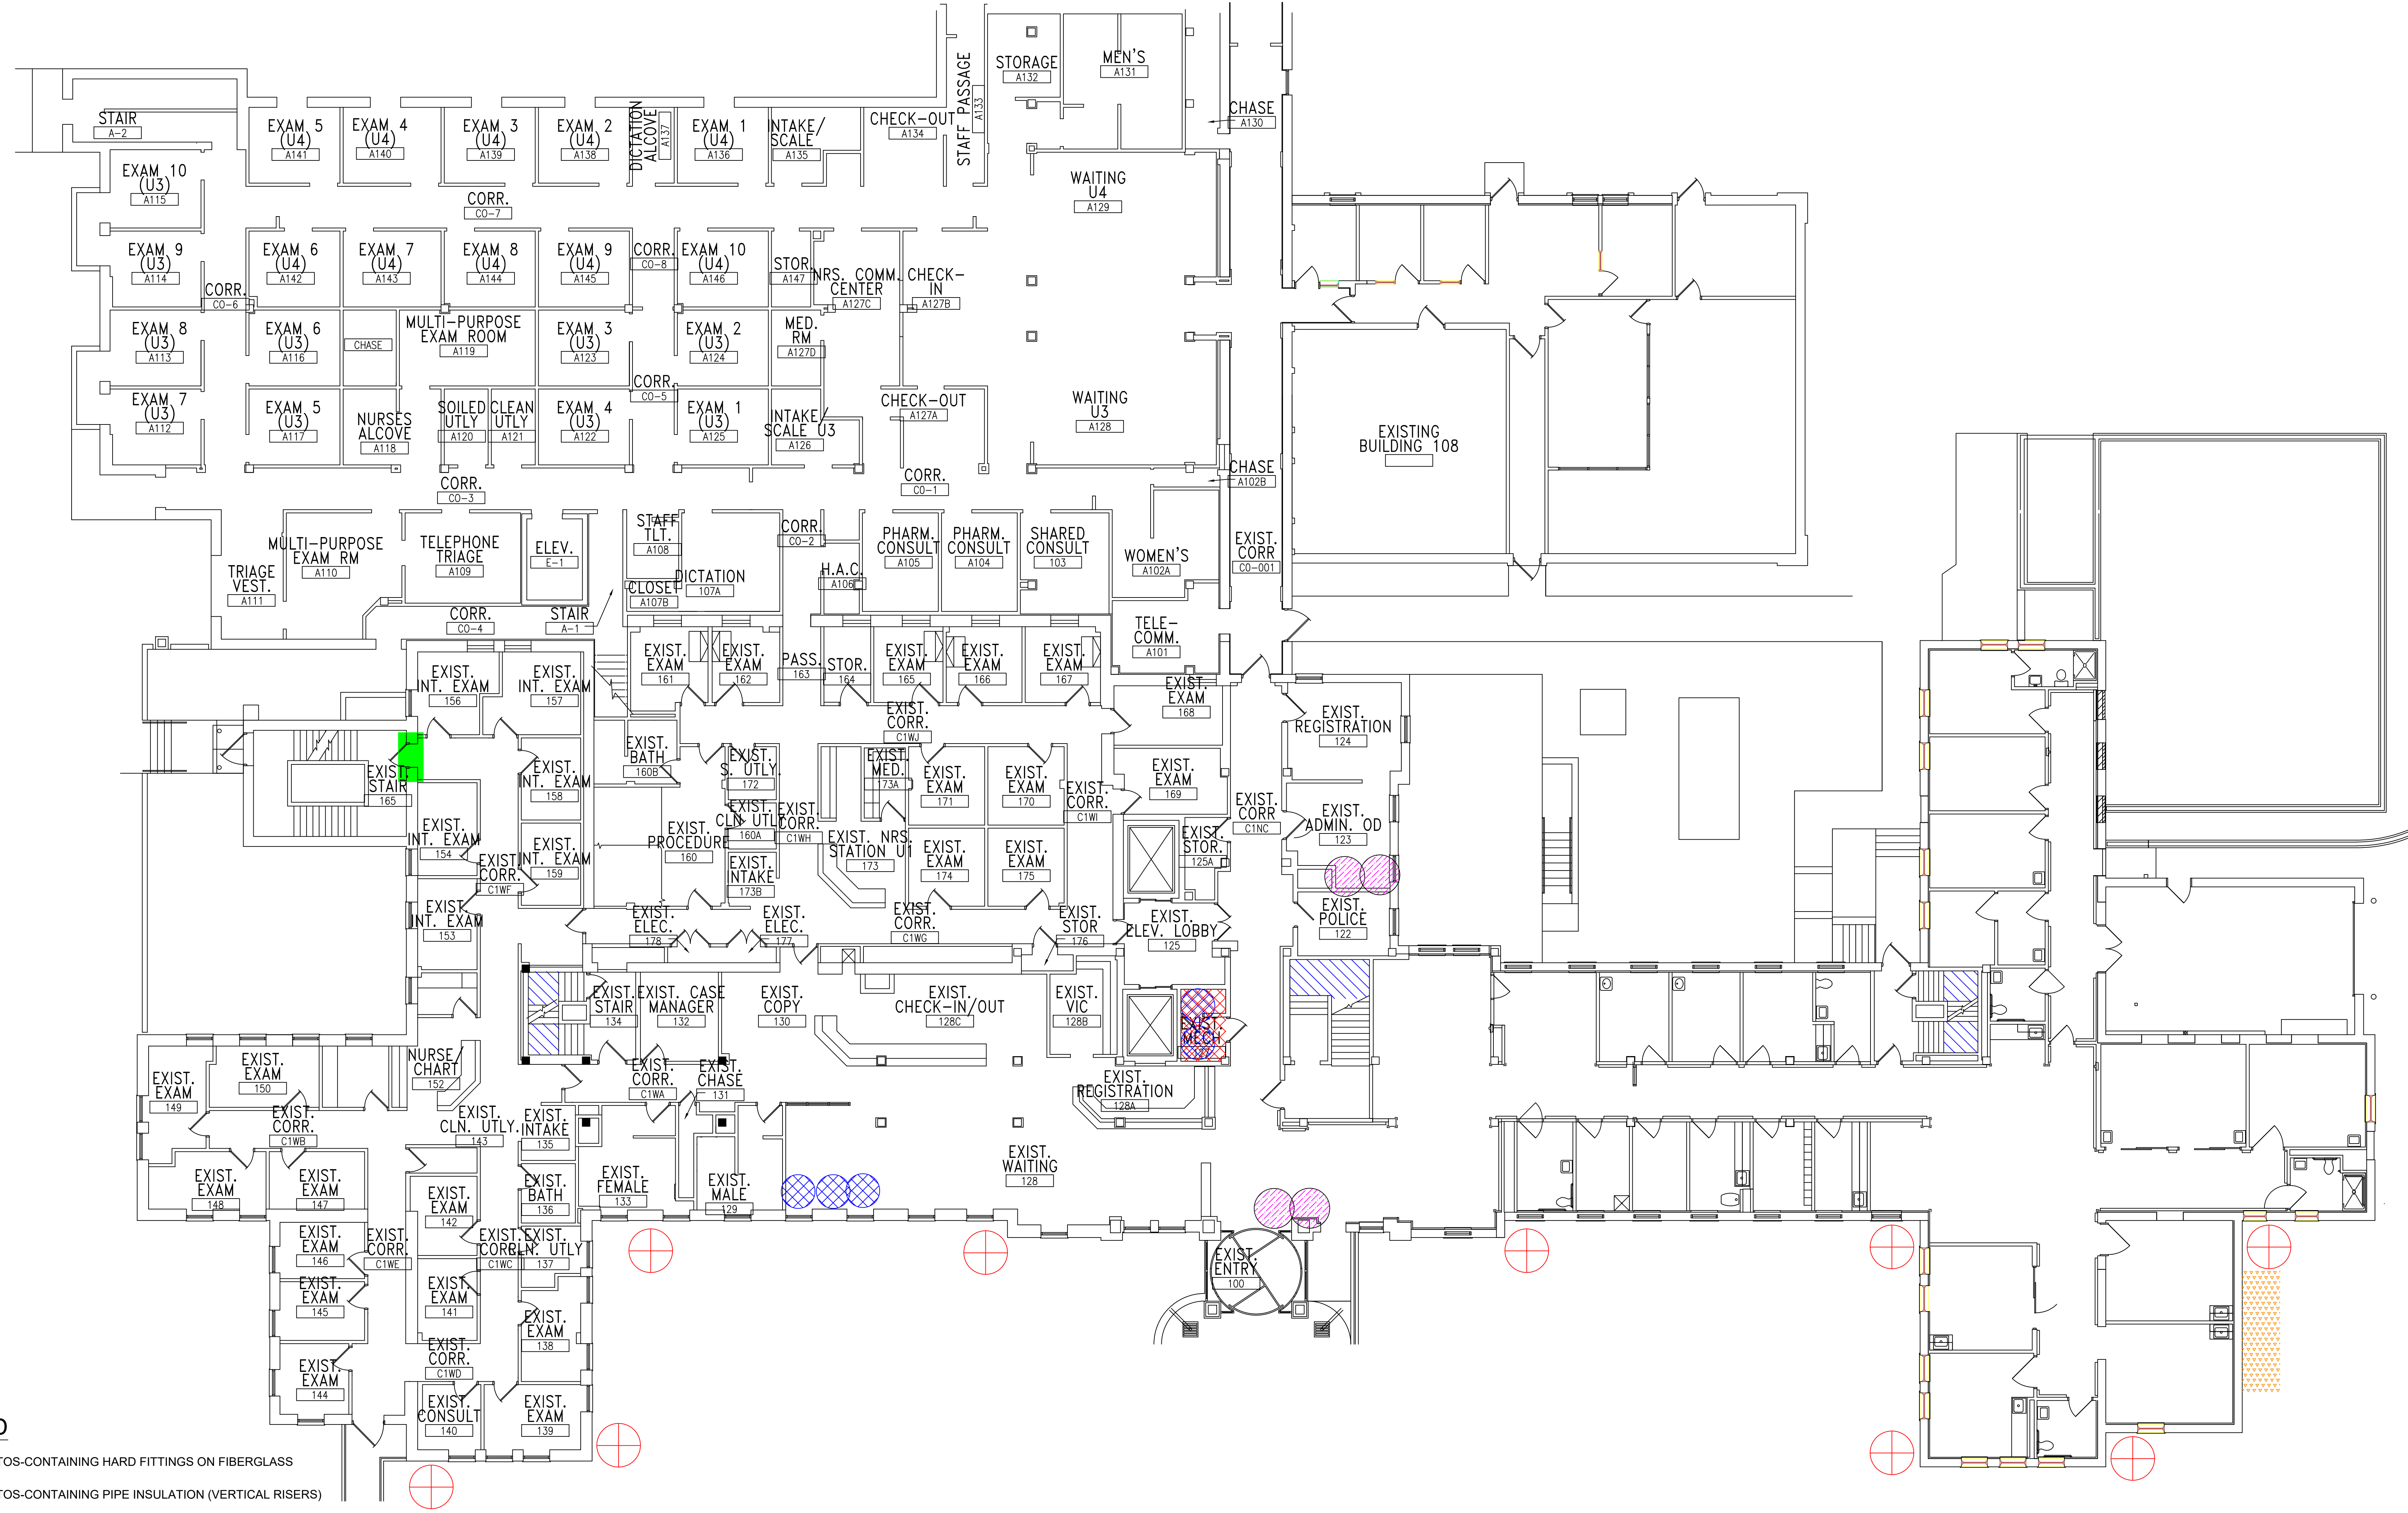 STORAGE
A132
MEN'S
A131
STAFF PASSAGE
A133
STAIR
A-2
EXAM 5
(U4)
A141
EXAM 4
(U4)
A140
EXAM 3
(U4)
A139
EXAM 2
(U4)
A138
DICTATION
ALCOVE
A137
EXAM 1
(U4)
A136
INTAKE/
SCALE
A135
CHECK-OUT
A134
CHASE
A130
EXAM 10
(U3)
A115
CORR.
CO-7
WAITING
U4
A129
EXAM 9
(U3)
A114
CORR.
CO-6
EXAM 6
(U4)
A142
EXAM 7
(U4)
A143
EXAM 8
(U4)
A144
EXAM 9
(U4)
A145
CORR.
CO-8
EXAM 10
(U4)
A146
STOR.
A147
NRS. COMM.
CENTER
A127C
CHECK-
IN
A127B
EXAM 8
(U3)
A113
EXAM 6
(U3)
A116
CHASE
MULTI-PURPOSE
EXAM ROOM
A119
EXAM 3
(U3)
A123
EXAM 2
(U3)
A124
MED.
RM
A127D
CORR.
CO-5
EXAM 7
(U3)
A112
EXAM 5
(U3)
A117
NURSES
ALCOVE
A118
SOILED
UTLY
A120
CLEAN
UTLY
A121
EXAM 4
(U3)
A122
EXAM 1
(U3)
A125
INTAKE/
SCALE U3
A126
CHECK-OUT
A127A
WAITING
U3
A128
EXISTING
BUILDING 108
CORR.
CO-3
CORR.
CO-1
CHASE
A102B
TRIAGE
VEST.
A111
MULTI-PURPOSE
EXAM RM
A110
TELEPHONE
TRIAGE
A109
ELEV.
E-1
STAFF
TLT.
A108
CORR.
CO-2
PHARM.
CONSULT
A105
PHARM.
CONSULT
A104
SHARED
CONSULT
103
WOMEN'S
A102A
EXIST.
CORR
CO-001
CLOSET
A107B
DICTATION
107A
H.A.C.
A106
CORR.
CO-4
STAIR
A-1
TELE-
COMM.
A101
EXIST.
INT. EXAM
156
EXIST.
INT. EXAM
157
EXIST.
EXAM
161
EXIST.
EXAM
162
PASS.
163
STOR.
164
EXIST.
EXAM
165
EXIST.
EXAM
166
EXIST.
EXAM
167
EXIST.
EXAM
168
EXIST.
REGISTRATION
124
EXIST.
CORR.
C1WJ
EXIST.
STAIR
165
EXIST.
INT. EXAM
158
EXIST.
BATH
160B
EXIST.
S. UTLY.
172
EXIST.
MED.
173A
EXIST.
EXAM
171
EXIST.
EXAM
170
EXIST.
CORR.
C1WI
EXIST.
EXAM
169
EXIST.
CORR
C1NC
EXIST.
ADMIN. OD
123
EXIST.
INT. EXAM
154
EXIST.
CORR.
C1WF
EXIST.
INT. EXAM
159
EXIST.
PROCEDURE
160
EXIST.
CLN UTLY
160A
EXIST.
CORR.
C1WH
EXIST. NRS.
STATION U1
173
EXIST.
EXAM
174
EXIST.
EXAM
175
EXIST.
STOR.
125A
EXIST.
INTAKE
173B
EXIST.
INT. EXAM
153
EXIST.
ELEC.
178
EXIST.
ELEC.
177
EXIST.
CORR.
C1WG
EXIST.
STOR
176
EXIST.
ELEV. LOBBY
125
EXIST.
POLICE
122
EXIST.
STAIR
134
EXIST. CASE
MANAGER
132
EXIST.
COPY
130
EXIST.
CHECK-IN/OUT
128C
EXIST.
VIC
128B
EXIST.
MECH
EXIST.
EXAM
149
EXIST.
EXAM
150
NURSE/
CHART
152
EXIST.
CORR.
C1WA
EXIST.
CHASE
131
EXIST.
REGISTRATION
128A
EXIST.
CORR.
C1WB
EXIST.
CLN. UTLY.
143
EXIST.
INTAKE
135
EXIST.
EXAM
148
EXIST.
EXAM
147
EXIST.
EXAM
142
EXIST.
BATH
136
EXIST.
FEMALE
133
EXIST.
MALE
129
EXIST.
WAITING
128
EXIST.
EXAM
146
EXIST.
CORR.
C1WE
EXIST.
CORR.
C1WC
EXIST.
CLN. UTLY
137
EXIST.
ENTRY
100
EXIST.
EXAM
145
EXIST.
EXAM
141
EXIST.
EXAM
138
EXIST.
EXAM
144
EXIST.
CORR.
C1WD
EXIST.
CONSULT
140
EXIST.
EXAM
139
TOS-CONTAINING HARD FITTINGS ON FIBERGLASS
TOS-CONTAINING PIPE INSULATION (VERTICAL RISERS)